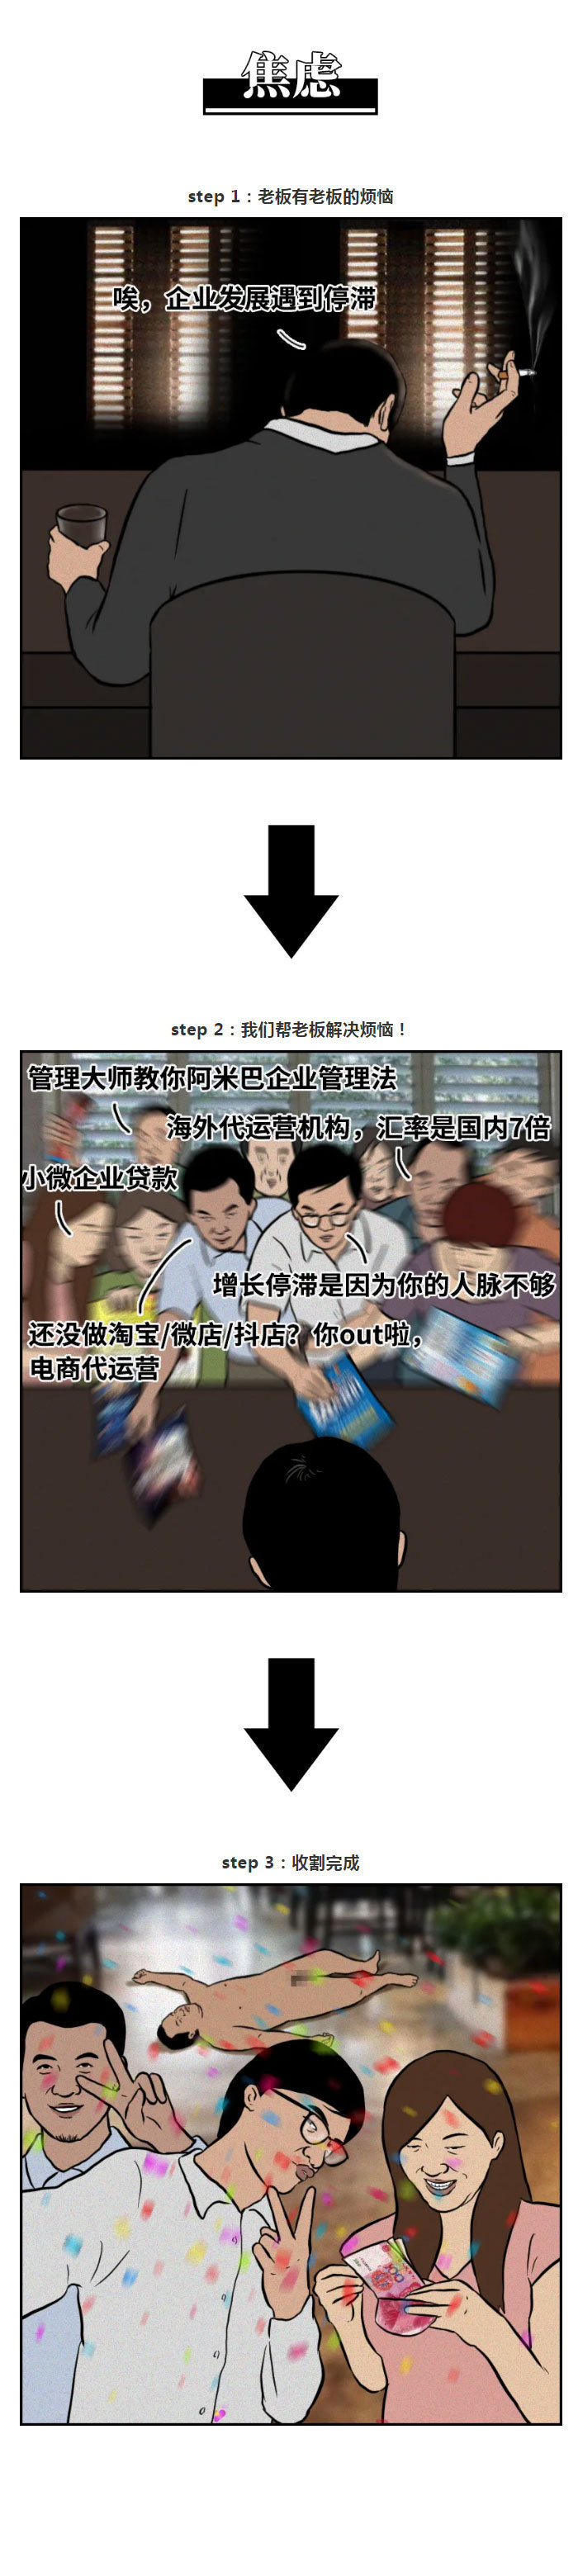 焦虑
step 1：老板有老板的烦恼
唉，企业发展遇到停滞
step 2：我们帮老板解决烦恼！
管理大师教你阿米巴企业管理法
海外代运营机构，汇率是国内7倍
小微企业贷款
增长停滞是因为你的人脉不够
还没做淘宝/微店/抖店？你out啦，
电商代运营
step 3：收割完成
100